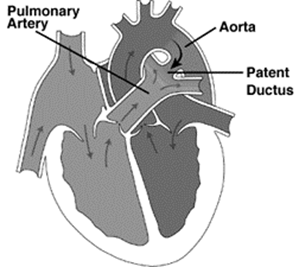 Pulmonary
Artery
Aorta
Patent
Ductus